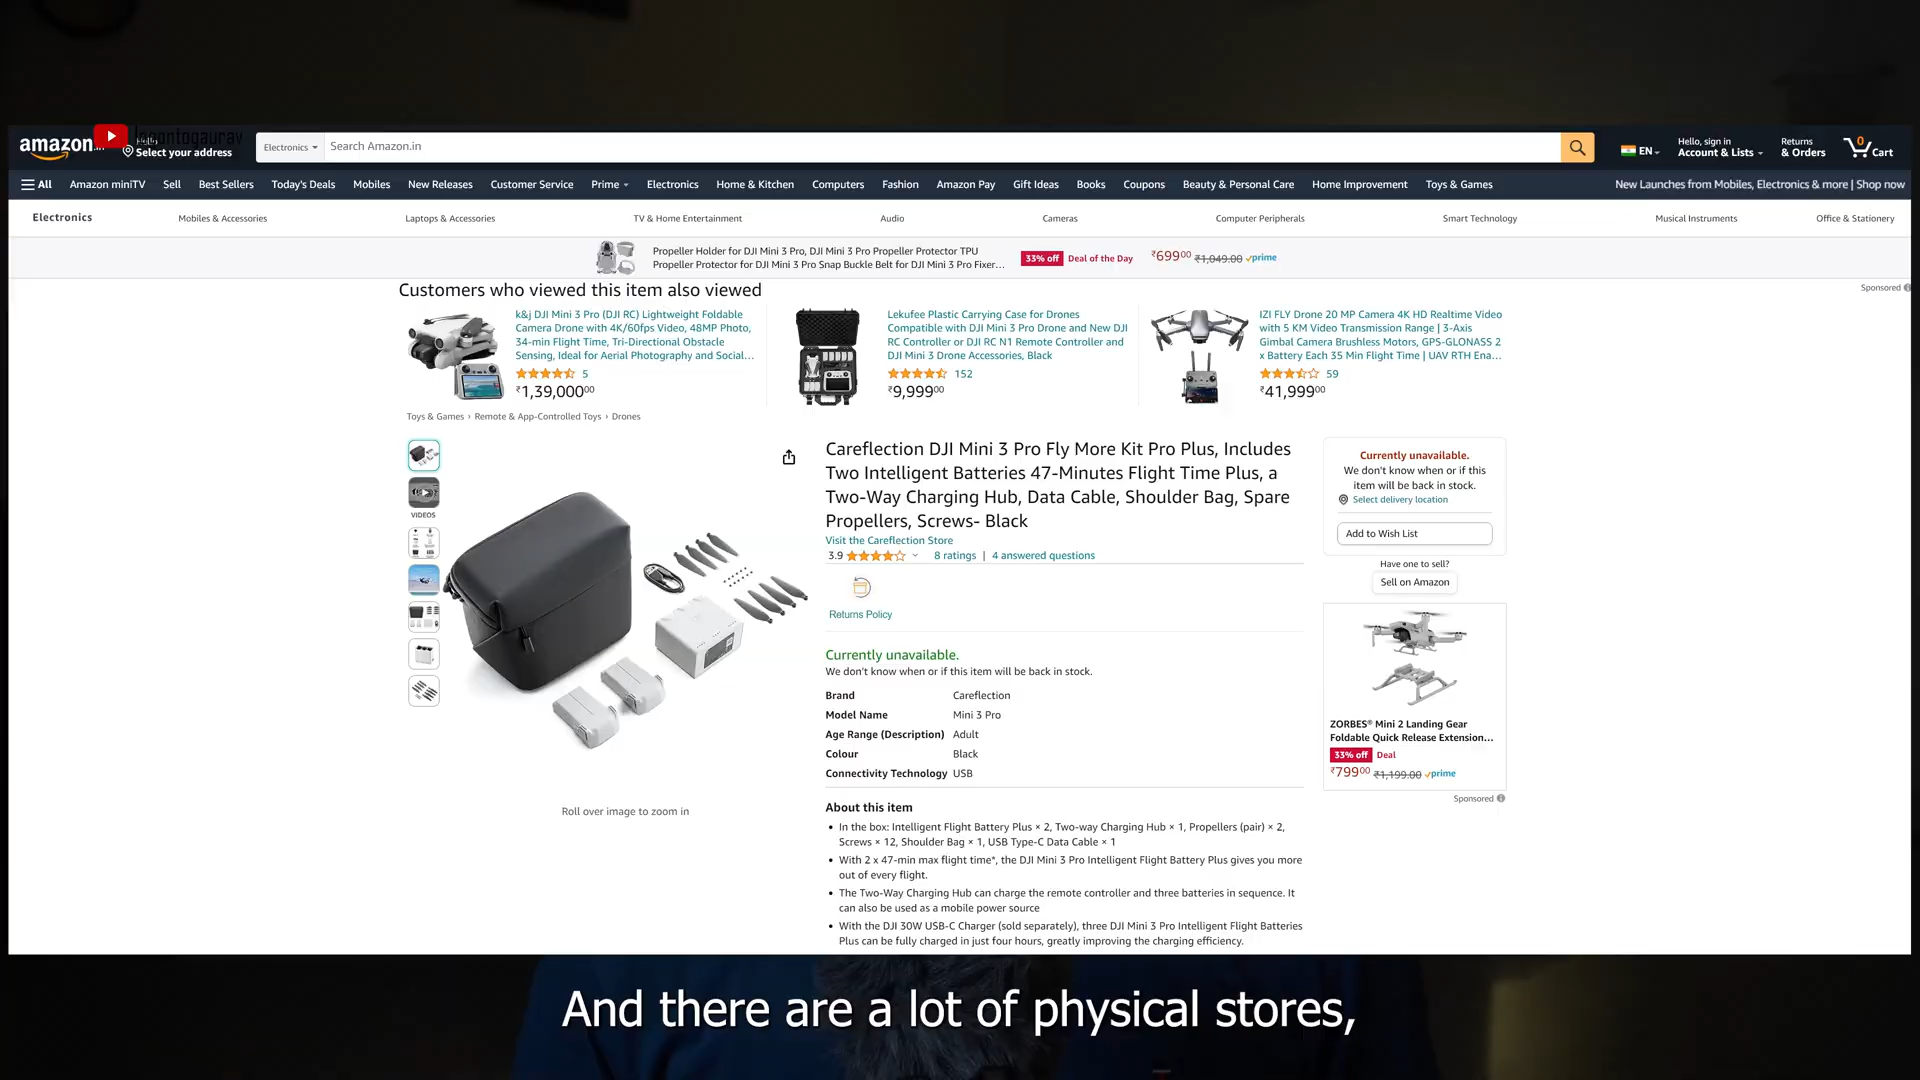 amazon.in
Hello
Select your address
Electronics
Search Amazon.in
EN
Hello, sign in
Account & Lists
Returns
& Orders
0
Cart
All
Amazon miniTV
Sell
Best Sellers
Today's Deals
Mobiles
New Releases
Customer Service
Prime
Electronics
Home & Kitchen
Computers
Fashion
Amazon Pay
Gift Ideas
Books
Coupons
Beauty & Personal Care
Home Improvement
Toys & Games
New Launches from Mobiles, Electronics & more | Shop now
Electronics
Mobiles & Accessories
Laptops & Accessories
TV & Home Entertainment
Audio
Cameras
Computer Peripherals
Smart Technology
Musical Instruments
Office & Stationery
Propeller Holder for DJI Mini 3 Pro, DJI Mini 3 Pro Propeller Protector TPU
Propeller Protector for DJI Mini 3 Pro Snap Buckle Belt for DJI Mini 3 Pro Fixer...
33% off Deal of the Day
₹69900 ₹1,049.00 prime
Sponsored
Customers who viewed this item also viewed
k&j DJI Mini 3 Pro (DJI RC) Lightweight Foldable
Camera Drone with 4K/60fps Video, 48MP Photo,
34-min Flight Time, Tri-Directional Obstacle
Sensing, Ideal for Aerial Photography and Social...
5
₹1,39,00000
Lekufee Plastic Carrying Case for Drones
Compatible with DJI Mini 3 Pro Drone and New DJI
RC Controller or DJI RC N1 Remote Controller and
DJI Mini 3 Drone Accessories, Black
152
₹9,99900
IZI FLY Drone 20 MP Camera 4K HD Realtime Video
with 5 KM Video Transmission Range | 3-Axis
Gimbal Camera Brushless Motors, GPS-GLONASS 2
x Battery Each 35 Min Flight Time | UAV RTH Ena...
59
₹41,99900
Toys & Games › Remote & App-Controlled Toys › Drones
VIDEOS
Roll over image to zoom in
Careflection DJI Mini 3 Pro Fly More Kit Pro Plus, Includes
Two Intelligent Batteries 47-Minutes Flight Time Plus, a
Two-Way Charging Hub, Data Cable, Shoulder Bag, Spare
Propellers, Screws- Black
Visit the Careflection Store
3.9
8 ratings | 4 answered questions
Returns Policy
Currently unavailable.
We don't know when or if this item will be back in stock.
Brand Careflection
Model Name Mini 3 Pro
Age Range (Description) Adult
Colour Black
Connectivity Technology USB
About this item
• In the box: Intelligent Flight Battery Plus × 2, Two-way Charging Hub × 1, Propellers (pair) × 2,
Screws × 12, Shoulder Bag × 1, USB Type-C Data Cable × 1
• With 2 x 47-min max flight time*, the DJI Mini 3 Pro Intelligent Flight Battery Plus gives you more
out of every flight.
• The Two-Way Charging Hub can charge the remote controller and three batteries in sequence. It
can also be used as a mobile power source
• With the DJI 30W USB-C Charger (sold separately), three DJI Mini 3 Pro Intelligent Flight Batteries
Plus can be fully charged in just four hours, greatly improving the charging efficiency.
Currently unavailable.
We don't know when or if this
item will be back in stock.
Select delivery location
Add to Wish List
Have one to sell?
Sell on Amazon
ZORBES® Mini 2 Landing Gear
Foldable Quick Release Extension...
33% off Deal
₹79900 ₹1,199.00 prime
Sponsored
And there are a lot of physical stores,